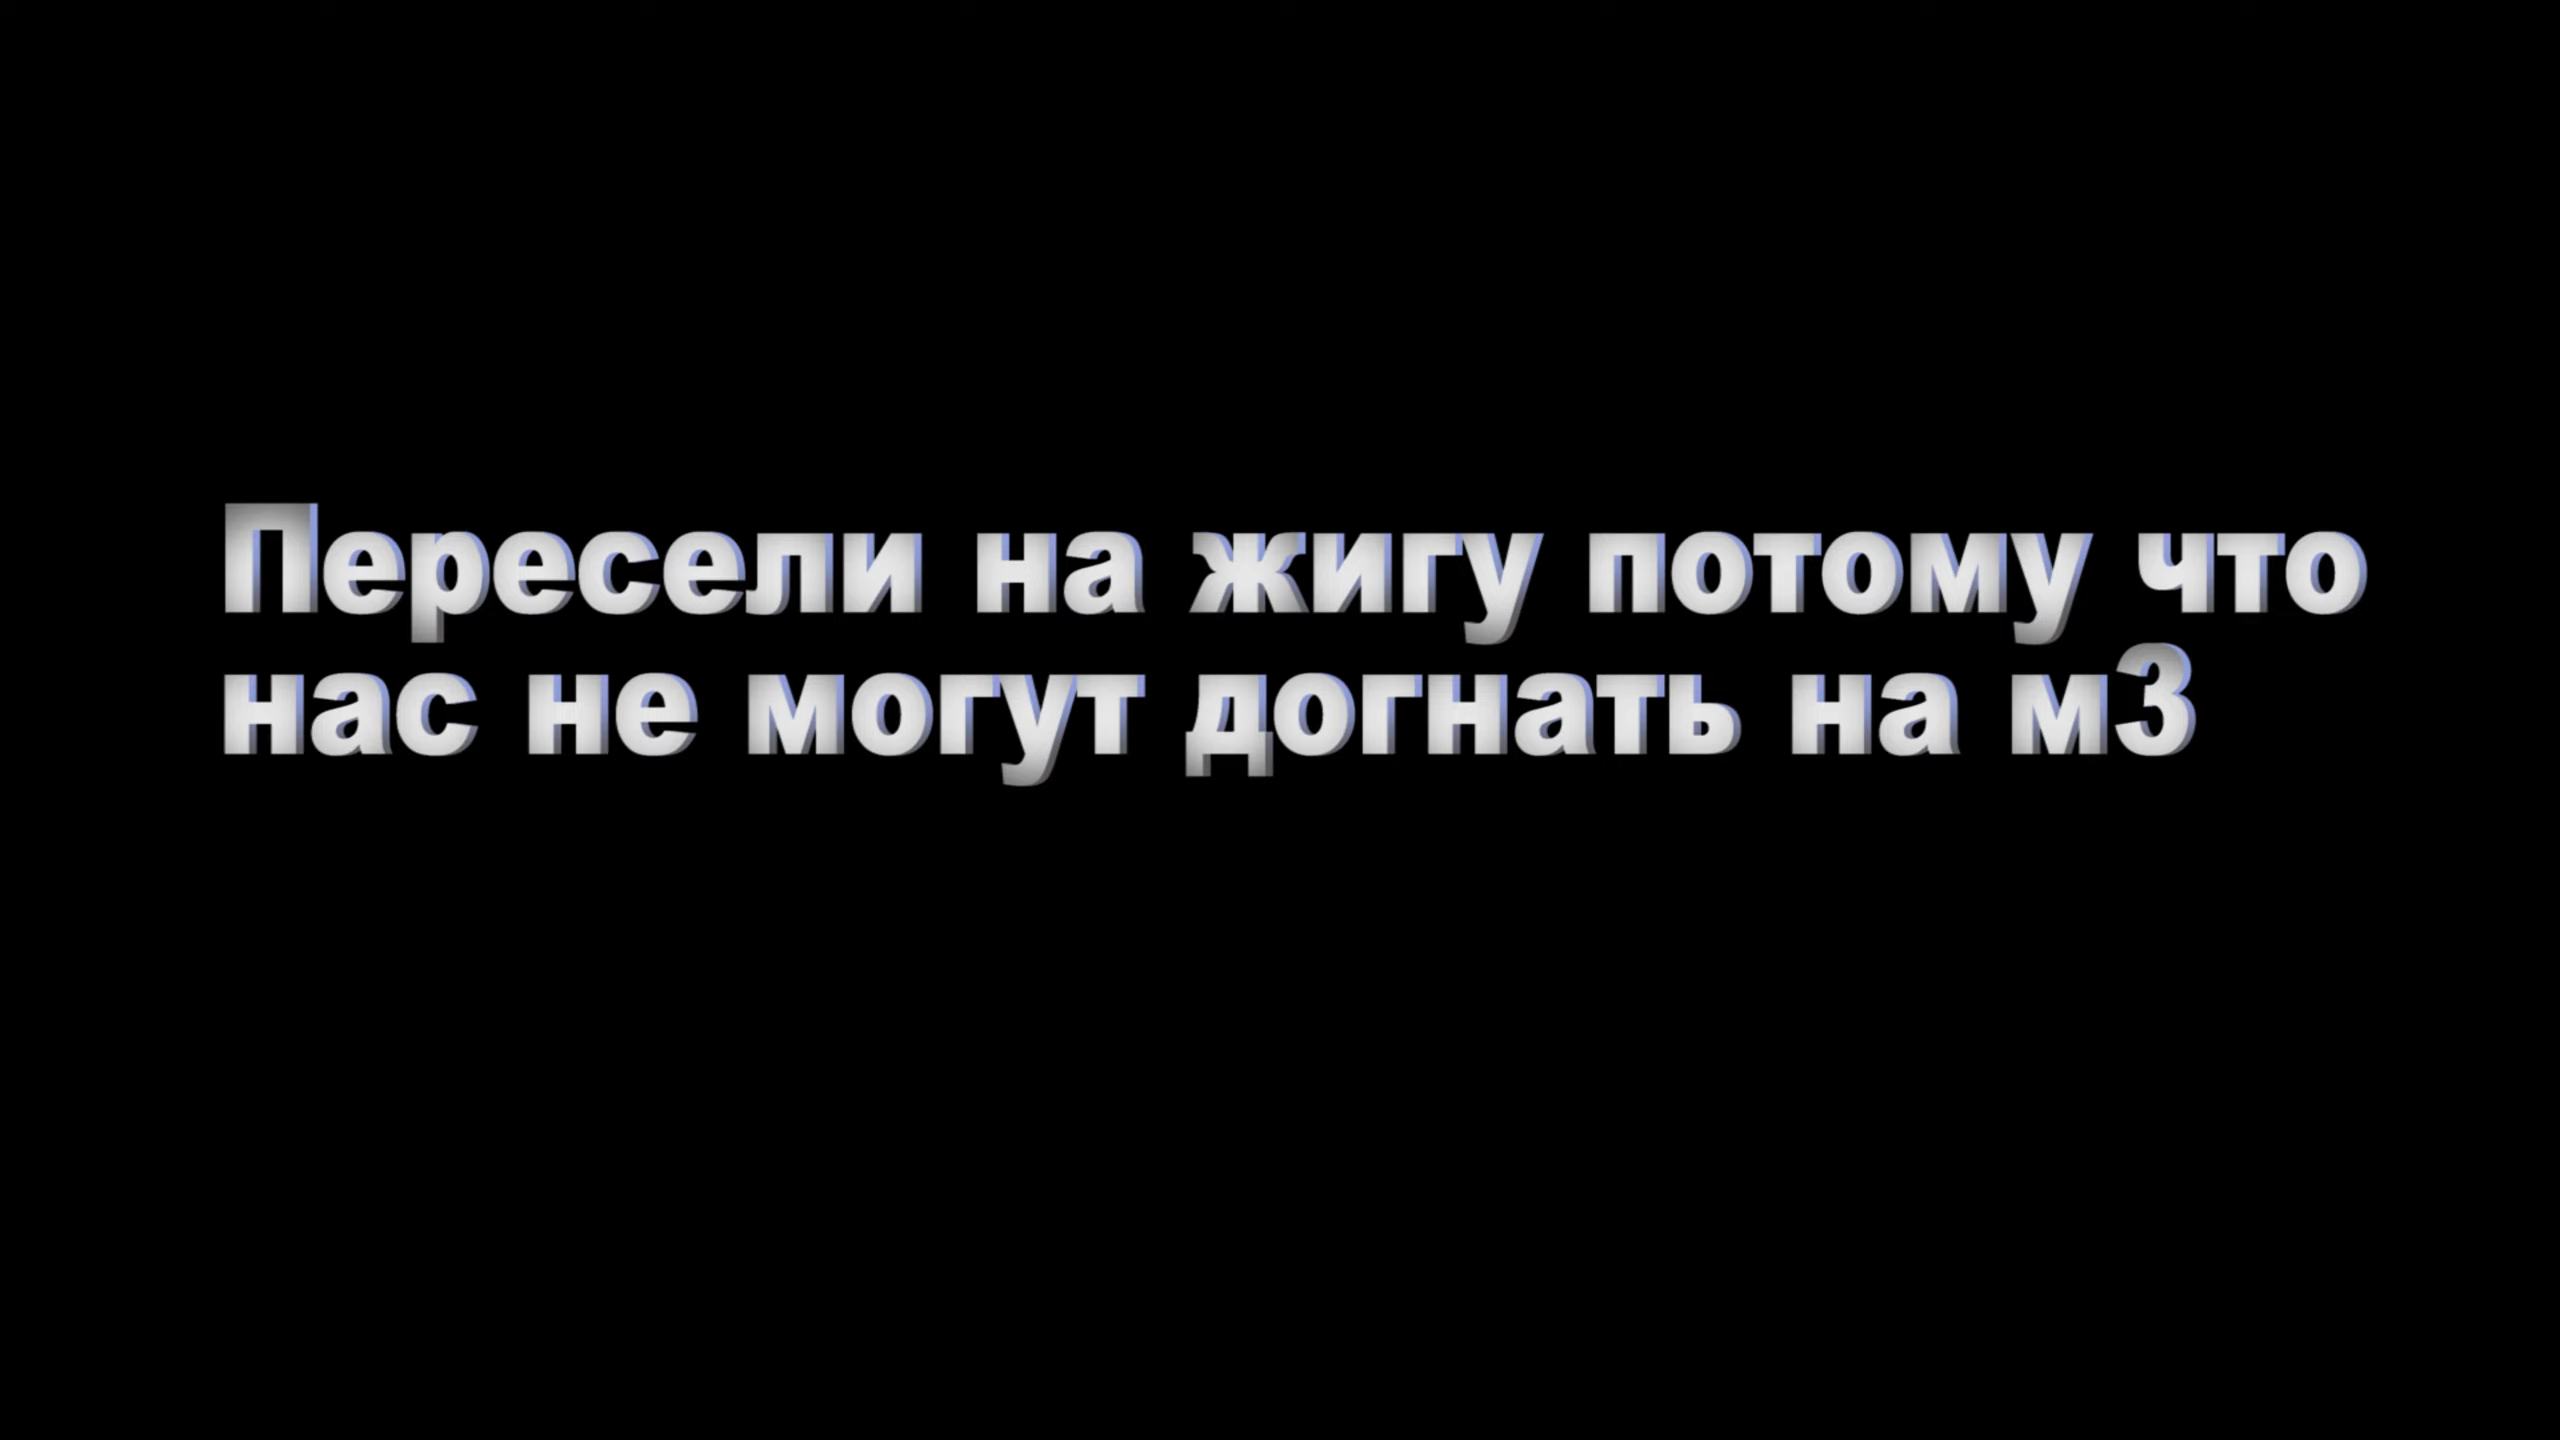 Пересели на жигу потому что
нас не могут догнать на м3